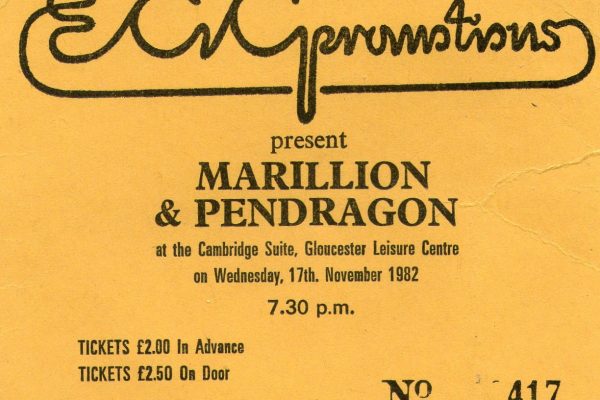 promotions
present
MARILLION
& PENDRAGON
at the Cambridge Suite, Gloucester Leisure Centre
on Wednesday, 17th. November 1982
7.30 p.m.
TICKETS £2.00 In Advance
TICKETS £2.50 On Door
No 417